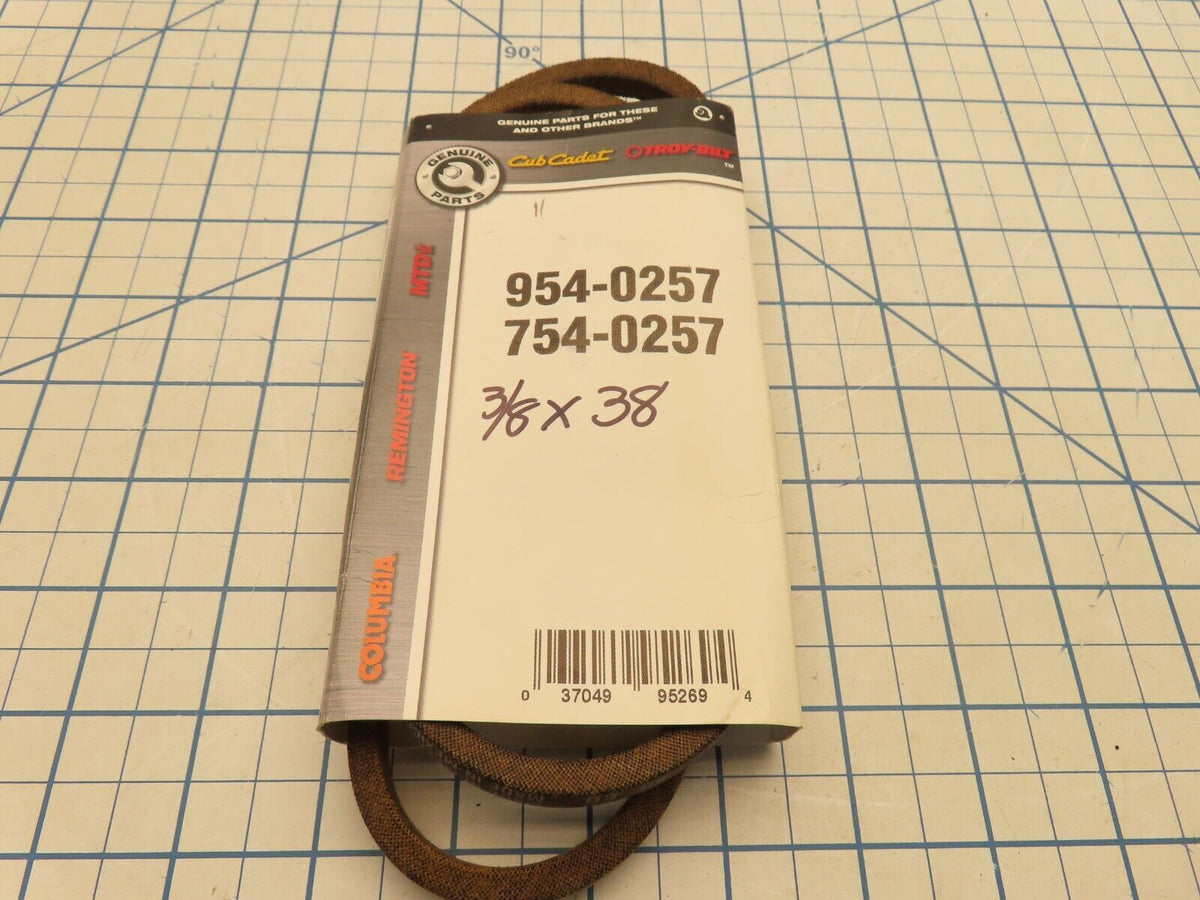 90°
GENUINE PARTS FOR THESE
AND OTHER BRANDS™
GENUINE
PARTS
Cub Cadet
TROY-BILT
™
MTD
REMINGTON
COLUMBIA
954-0257
754-0257
3/8 x 38
0 37049 95269 4